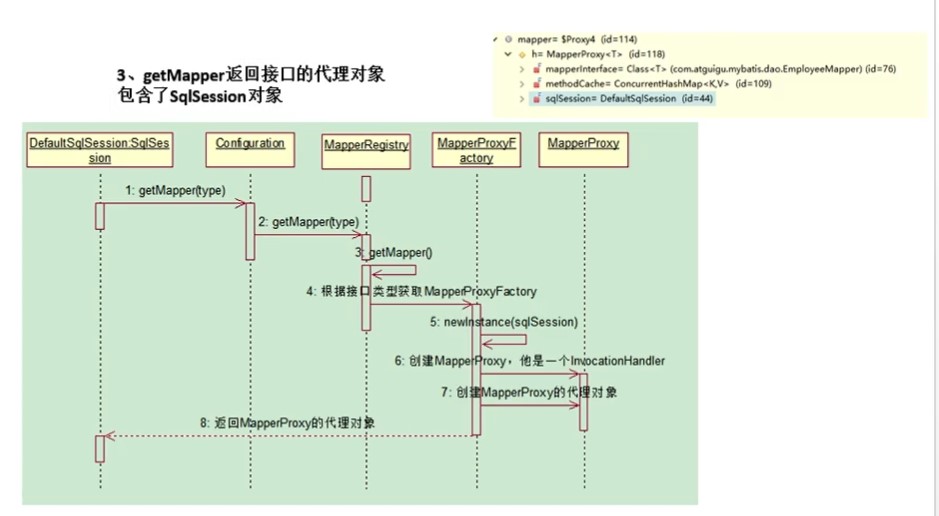 mapper= $Proxy4 (id=114)
h= MapperProxy<T> (id=118)
mapperInterface= Class<T> (com.atguigu.mybatis.dao.EmployeeMapper) (id=76)
methodCache= ConcurrentHashMap<K,V> (id=109)
sqlSession= DefaultSqlSession (id=44)
3、getMapper返回接口的代理对象
包含了SqlSession对象
DefaultSqlSession:SqlSes
sion
Configuration
MapperRegistry
MapperProxyF
actory
MapperProxy
1: getMapper(type)
2: getMapper(type)
3: getMapper()
4: 根据接口类型获取MapperProxyFactory
5: newInstance(sqlSession)
6: 创建MapperProxy，他是一个InvocationHandler
7: 创建MapperProxy的代理对象
8: 返回MapperProxy的代理对象